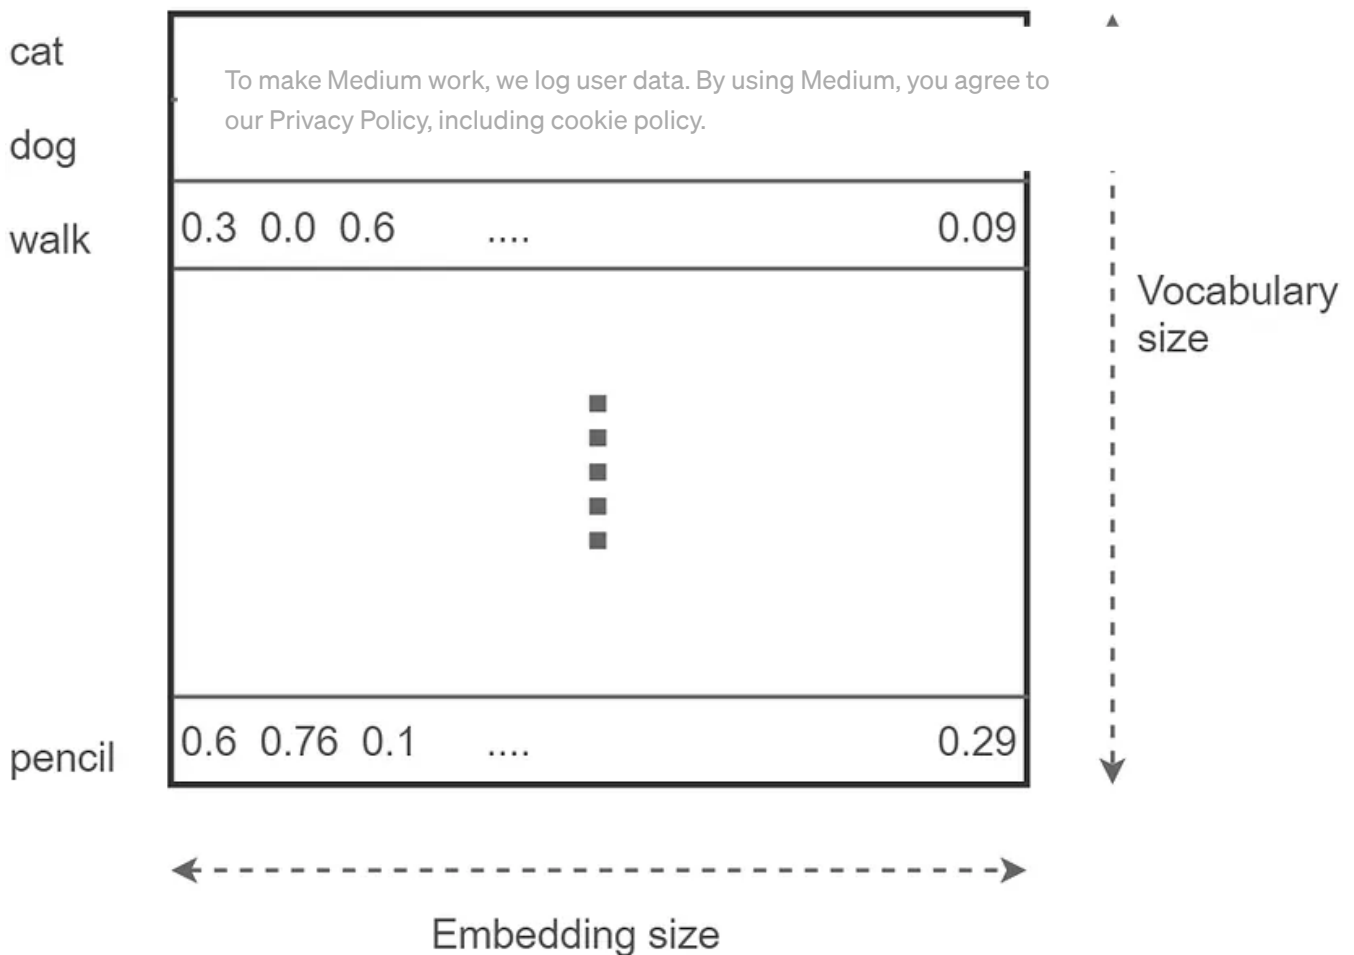 cat
To make Medium work, we log user data. By using Medium, you agree to
our Privacy Policy, including cookie policy.
dog
walk 0.3 0.0 0.6 .... 0.09
Vocabulary
size
pencil 0.6 0.76 0.1 .... 0.29
Embedding size